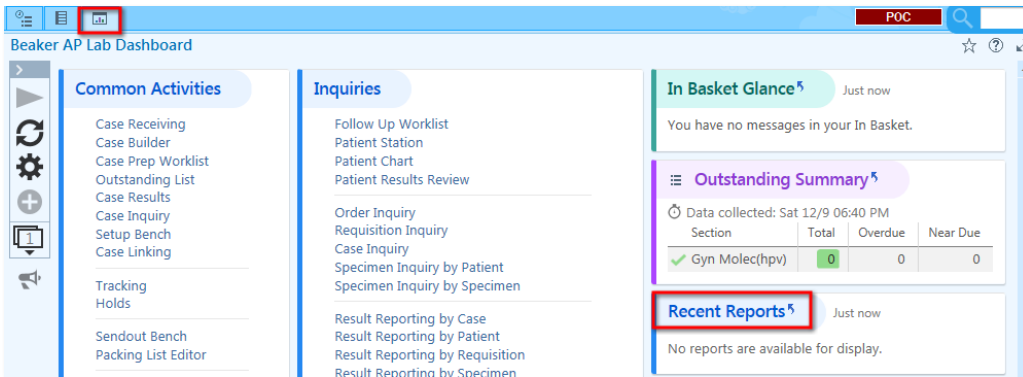 POC
Beaker AP Lab Dashboard
Common Activities
Case Receiving
Case Builder
Case Prep Worklist
Outstanding List
Case Results
Case Inquiry
Setup Bench
Case Linking
Tracking
Holds
Sendout Bench
Packing List Editor
Inquiries
Follow Up Worklist
Patient Station
Patient Chart
Patient Results Review
Order Inquiry
Requisition Inquiry
Case Inquiry
Specimen Inquiry by Patient
Specimen Inquiry by Specimen
Result Reporting by Case
Result Reporting by Patient
Result Reporting by Requisition
Result Reporting by Specimen
In Basket Glance Just now
You have no messages in your In Basket.
Outstanding Summary
Data collected: Sat 12/9 06:40 PM
Section Total Overdue Near Due
Gyn Molec(hpv) 0 0 0
Recent Reports Just now
No reports are available for display.
1